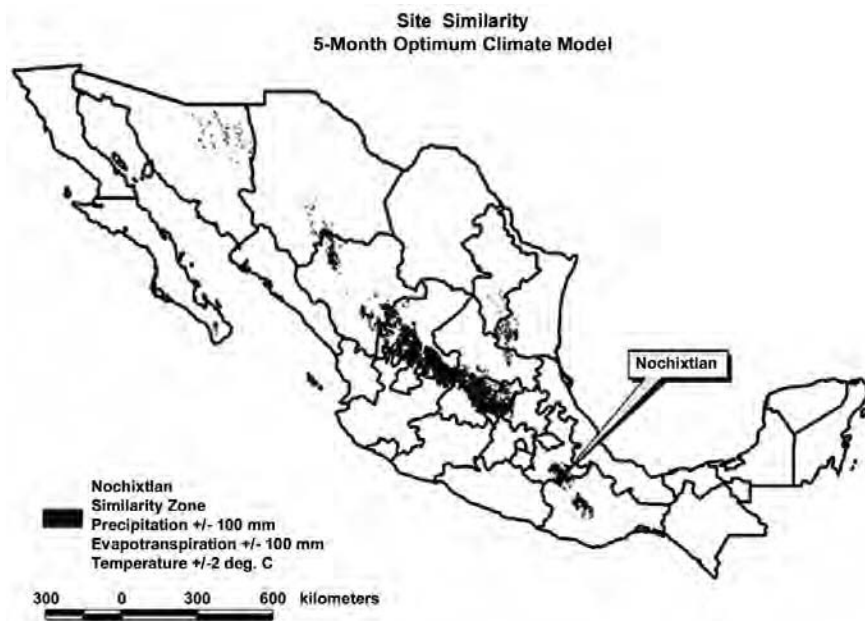 Site Similarity
5-Month Optimum Climate Model
Nochixtlan
Nochixtlan
Similarity Zone
Precipitation +/- 100 mm
Evapotranspiration +/- 100 mm
Temperature +/-2 deg. C
300 0 300 600 kilometers